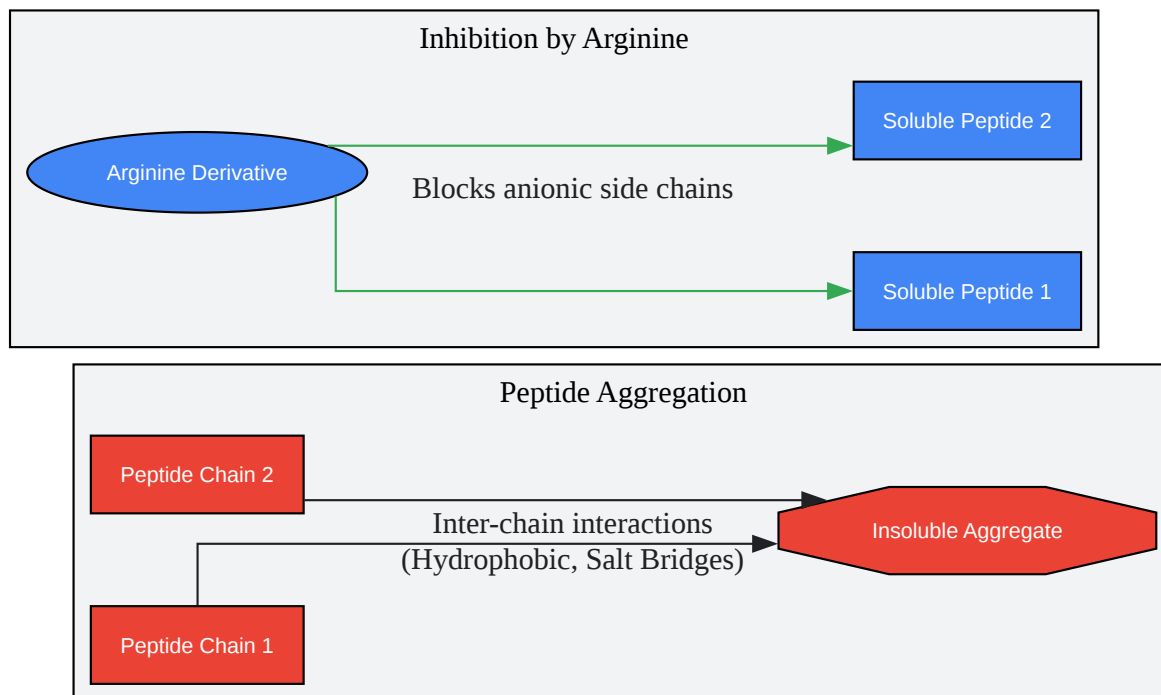 Inhibition by Arginine
Soluble Peptide 2
Arginine Derivative
Blocks anionic side chains
Soluble Peptide 1
Peptide Aggregation
Peptide Chain 2
Inter-chain interactions
(Hydrophobic, Salt Bridges)
Insoluble Aggregate
Peptide Chain 1